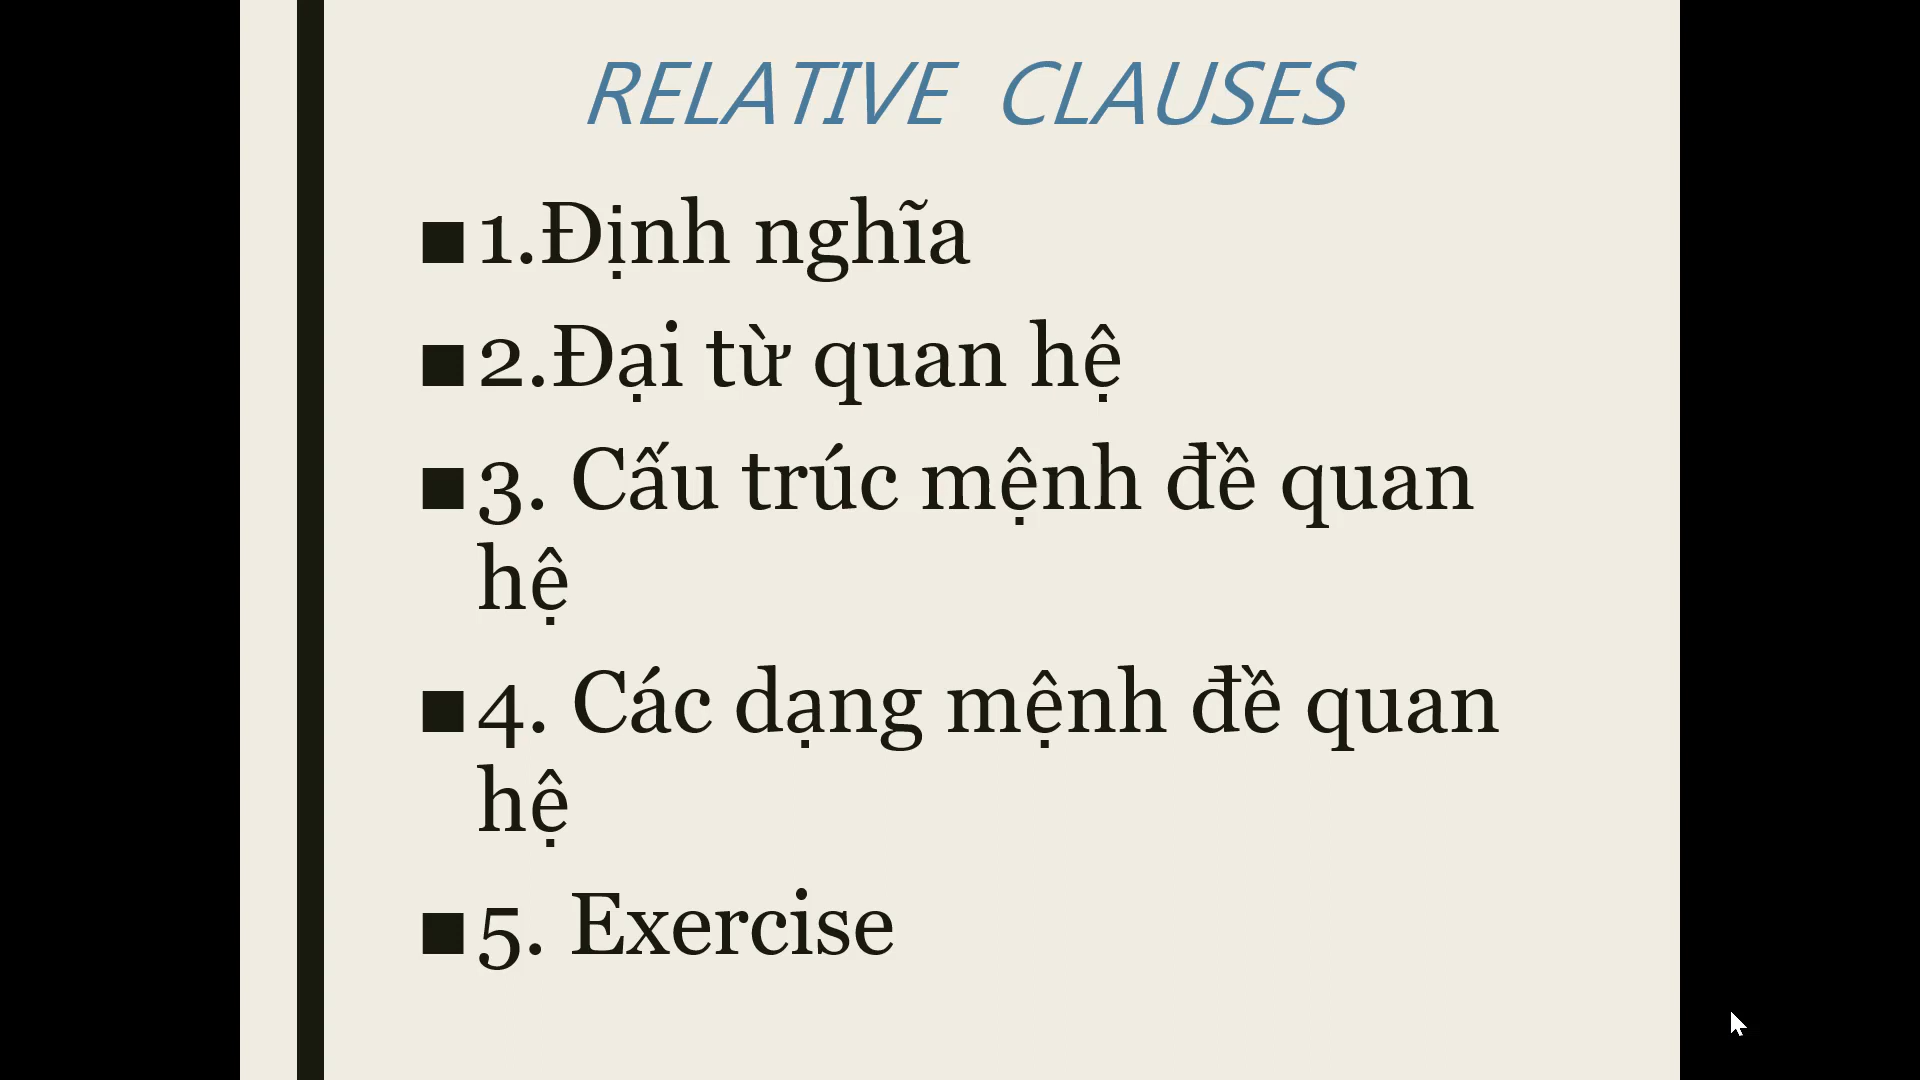 RELATIVE CLAUSES
■1.Định nghĩa
■2.Đại từ quan hệ
■3. Cấu trúc mệnh đề quan
hệ
■4. Các dạng mệnh đề quan
hệ
■5. Exercise